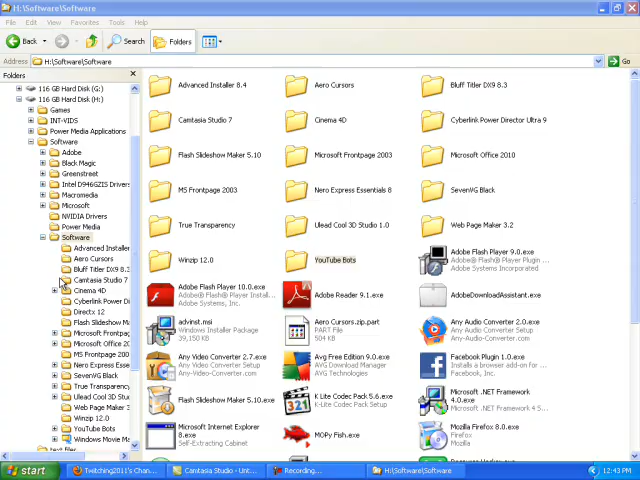 H:\Software\Software
File Edit View Favorites Tools Help
Back Search Folders
Address H:\Software\Software Go
Folders
116 GB Hard Disk (G:)
116 GB Hard Disk (H:)
Games
INT-VIDS
Power Media Applications
Software
Adobe
Black Magic
Greenstreet
Intel D946GZIS Drivers
Macromedia
Microsoft
NVIDIA Drivers
Power Media
Software
Advanced Installer
Aero Cursors
Bluff Titler DX9 8.3
Camtasia Studio 7
Cinema 4D
Cyberlink Power Di
Directx 12
Flash Slideshow M
Microsoft Frontpag
Microsoft Office 20
MS Frontpage 200
Nero Express Esse
SevenVG Black
True Transparency
Ulead Cool 3D Stu
Web Page Maker 3
Winzip 12.0
YouTube Bots
Windows Movie Ma
text files
Advanced Installer 8.4
Aero Cursors
Bluff Titler DX9 8.3
Camtasia Studio 7
Cinema 4D
Cyberlink Power Director Ultra 9
Flash Slideshow Maker 5.10
Microsoft Frontpage 2003
Microsoft Office 2010
MS Frontpage 2003
Nero Express Essentials 8
SevenVG Black
True Transparency
Ulead Cool 3D Studio 1.0
Web Page Maker 3.2
Winzip 12.0
YouTube Bots
Adobe Flash Player 9.0.exe
Adobe® Flash® Player Plugin ...
Adobe Systems Incorporated
Adobe Flash Player 10.0.exe
Adobe® Flash® Player Install...
Adobe Systems, Inc.
Adobe Reader 9.1.exe
AdobeDownloadAssistant.exe
advinst.msi
Windows Installer Package
39,150 KB
Aero Cursors.zip.part
PART File
504 KB
Any Audio Converter 2.0.exe
Any Audio Converter Setup
Any-Audio-Converter.com
Any Video Converter 2.7.exe
Any Video Converter Setup
Any-Video-Converter.com
Avg Free Edition 9.0.exe
AVG Download Manager
AVG Technologies
Facebook Plugin 1.0.exe
Installs a browser add-on for ...
Facebook, Inc.
Flash Slideshow Maker 5.10.exe
K Lite Codec Pack 5.6.exe
321
Microsoft .NET Framework
4.0.exe
Microsoft .NET Framework 4 S...
Microsoft Internet Explorer
8.exe
Self-Extracting Cabinet
MOPy Fish.exe
Mozilla Firefox 8.0.exe
Firefox
Mozilla
start Twitching2011's Chan... Camtasia Studio - Unt... Recording... H:\Software\Software 12:43 PM